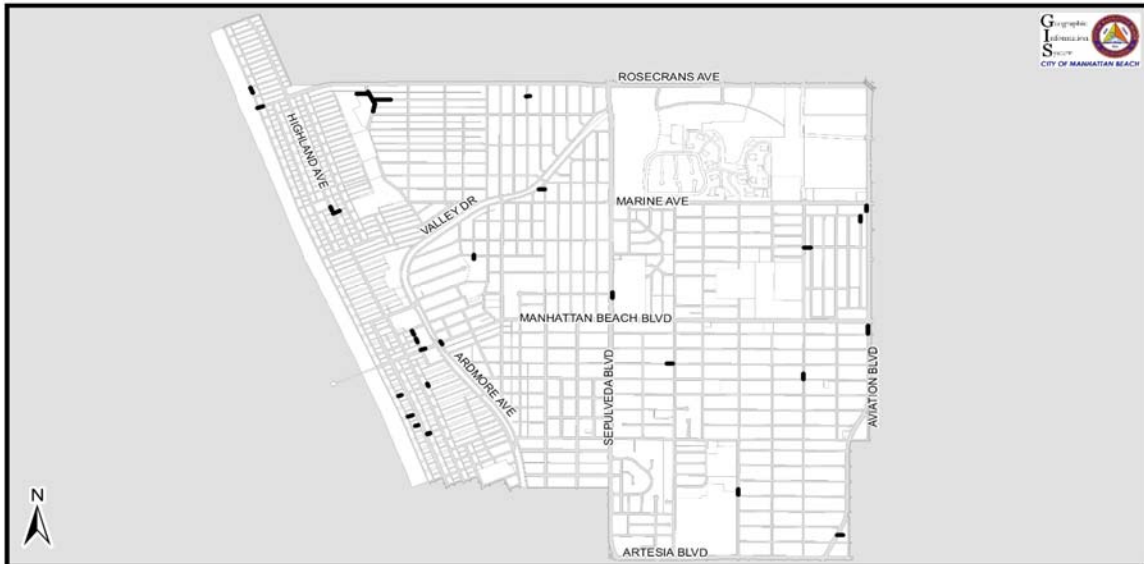 Geographic
Information
System
CITY OF MANHATTAN BEACH
ROSECRANS AVE
HIGHLAND AVE
VALLEY DR
MARINE AVE
MANHATTAN BEACH BLVD
ARDMORE AVE
SEPULVEDA BLVD
AVIATION BLVD
N
ARTESIA BLVD